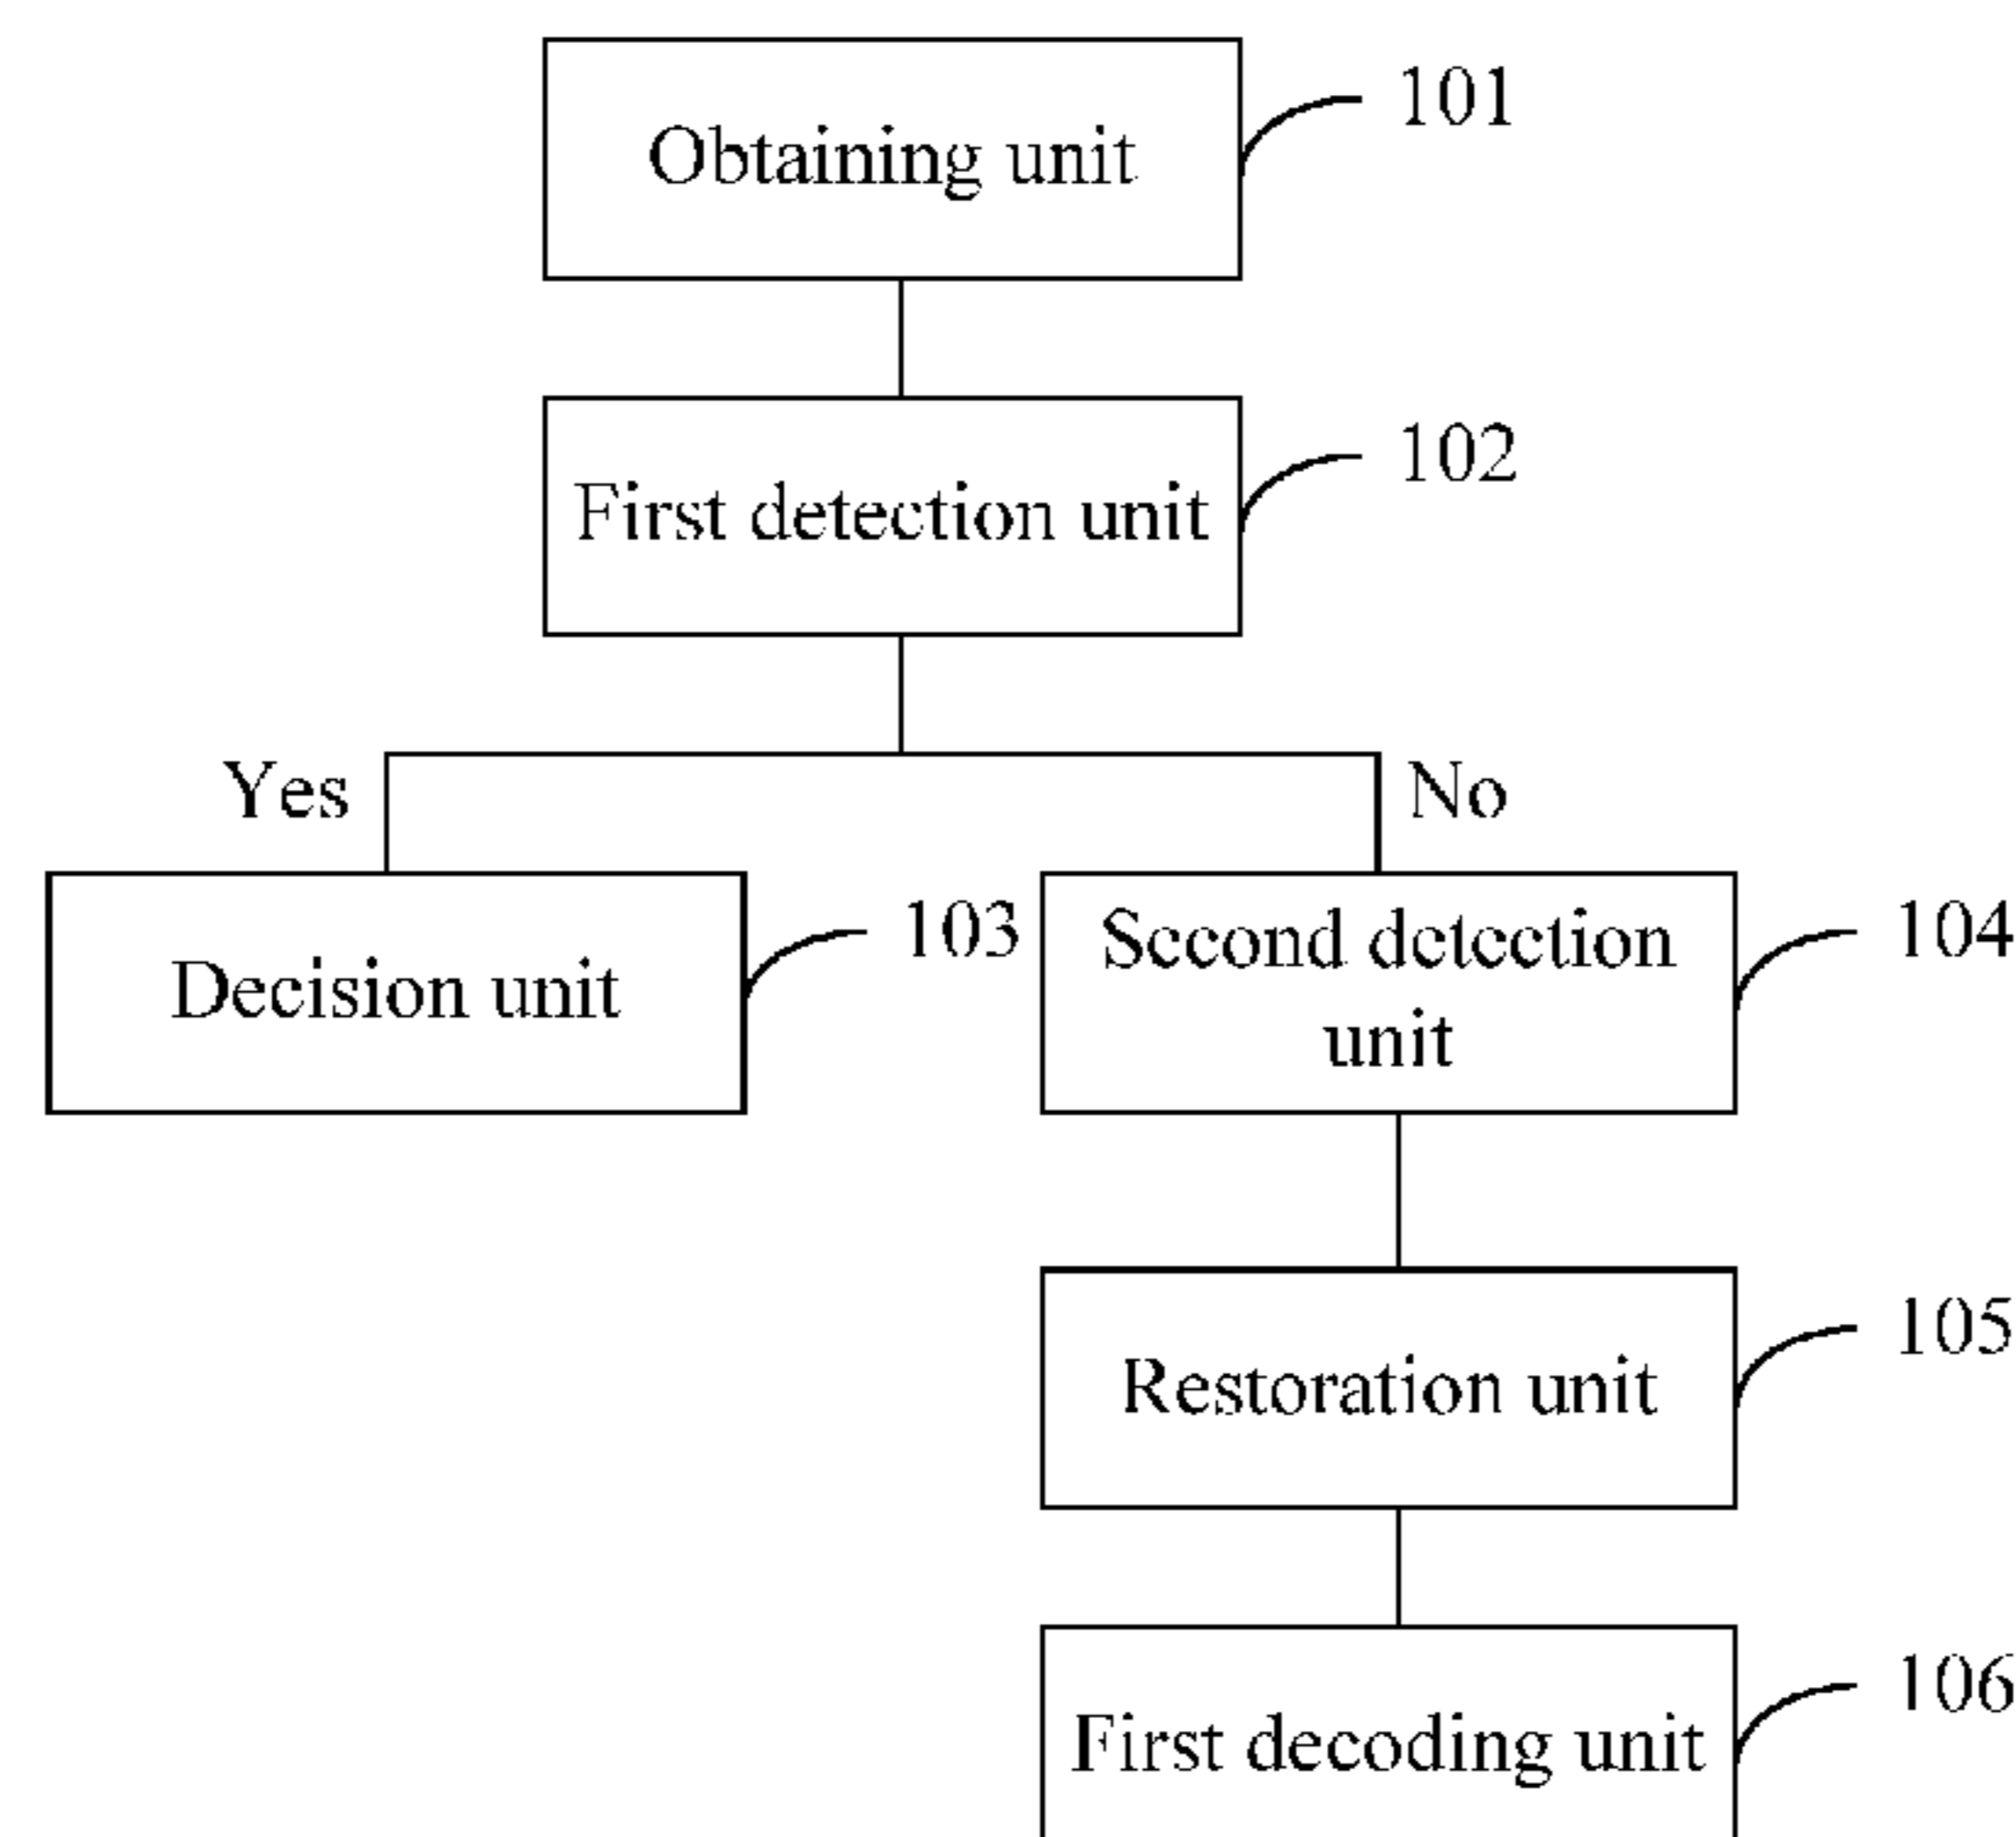 Obtaining unit
101
First detection unit
102
Yes
No
Decision unit
103
Second detection
unit
104
Restoration unit
105
First decoding unit
106